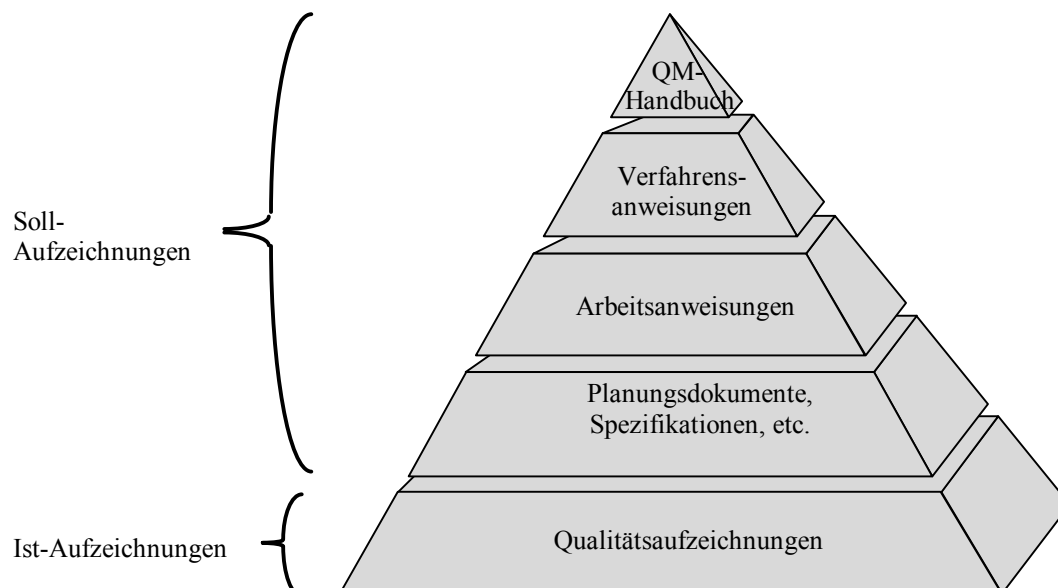 QM-
Handbuch
Verfahrens-
anweisungen
Soll-
Aufzeichnungen
Arbeitsanweisungen
Planungsdokumente,
Spezifikationen, etc.
Ist-Aufzeichnungen
Qualitätsaufzeichnungen